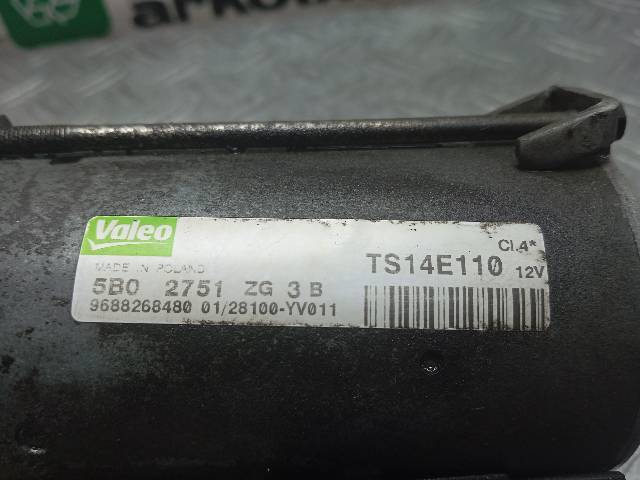 Valeo
MADE IN POLAND
5B0 2751 ZG 3 B
9688268480 01/28100-YV011
Cl.4*
TS14E110 12V